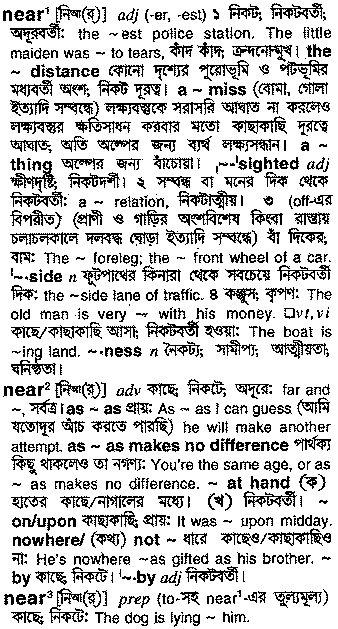 near¹ [নিআ(র্)] adj (-er, -est) ১ নিকট; নিকটবর্তী;
অদূরবর্তী: the ~est police station. The little
maiden was ~ to tears, কাঁদ কাঁদ; ক্রন্দনোন্মুখ। the
~ distance কোনো দৃশ্যের পুরোভূমি ও পটভূমির
মধ্যবর্তী অংশ; নিকট দূরত্ব। a ~ miss (বোমা, গোলা
ইত্যাদি সম্বন্ধে) লক্ষ্যবস্তুকে সরাসরি আঘাত না করলেও
লক্ষ্যবস্তুর ক্ষতিসাধন করবার মতো কাছাকাছি দূরত্বে
আঘাত; অতি অল্পের জন্য ব্যর্থ লক্ষ্যসন্ধান। a ~
thing অল্পের জন্য বাঁচোয়া। ˌ~-ˈsighted adj
ক্ষীণদৃষ্টি; নিকটদর্শী। ২ সম্বন্ধ বা মনের দিক থেকে
নিকটবর্তী: a ~ relation, নিকটাত্মীয়। ৩ (off-এর
বিপরীত) (প্রাণী ও গাড়ির অংশবিশেষ কিংবা রাস্তায়
চলাচলকালে দলবদ্ধ ঘোড়া ইত্যাদি সম্বন্ধে) বাঁ দিকের;
বাম: The ~ foreleg; the ~ front wheel of a car.
ˈ~-side n ফুটপাথের কিনারা থেকে সবচেয়ে নিকটবর্তী
দিক: the ~side lane of traffic. ৪ কঞ্জুস; কৃপণ: The
old man is very ~ with his money. □vt,vi
কাছে/কাছাকাছি আসা; নিকটবর্তী হওয়া: The boat is
~ing land. ~·ness n নৈকট্য; সামীপ্য; আত্মীয়তা;
ঘনিষ্ঠতা।
near² [নিআ(র্)] adv কাছে; নিকটে; অদূরে: far and
~, সর্বত্র। as ~ as প্রায়: As ~ as I can guess (আমি
যতোদূর আঁচ করতে পারছি) he will make another
attempt. as ~ as makes no difference পার্থক্য
কিছু থাকলেও তা নগণ্য: You're the same age, or as
~ as makes no difference. ~ at hand (ক)
হাতের কাছে/নাগালের মধ্যে। (খ) নিকটবর্তী। ~
on/upon কাছাকাছি; প্রায়: It was ~ upon midday.
nowhere/ (কথ্য) not ~ ধারে কাছেও/কাছাকাছিও
না: He's nowhere ~as gifted as his brother. ~
by কাছে; নিকটে। ˈ~-by adj নিকটবর্তী।
near³ [নিআ(র্)] prep (to-সহ near¹-এর তুল্যমূল্য)
কাছে; নিকটে: The dog is lying ~ him.